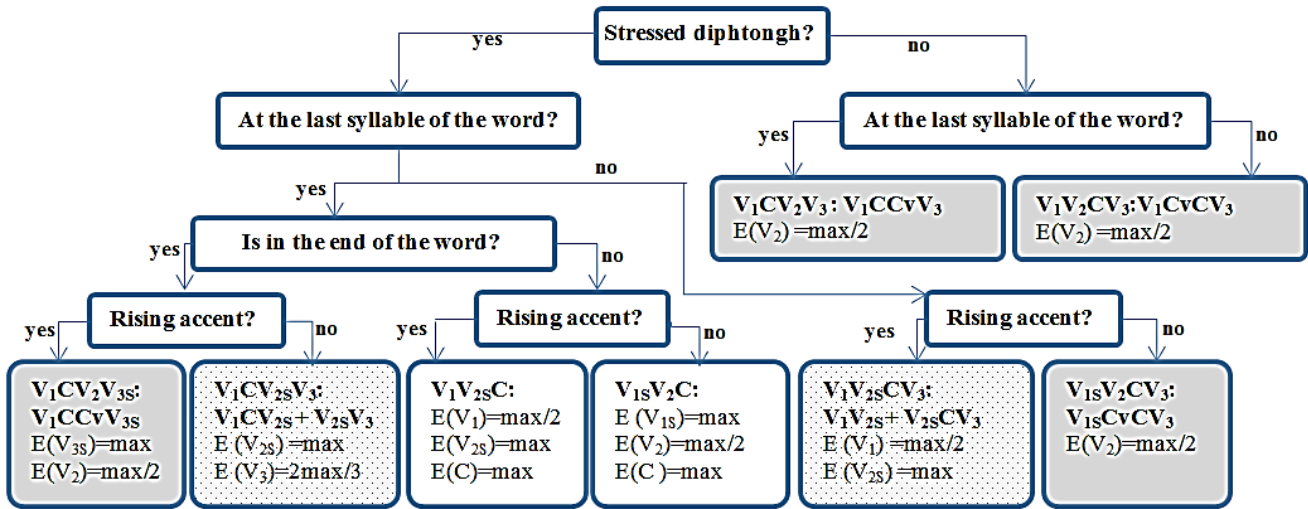 Stressed diphtongh?
yes
no
At the last syllable of the word?
At the last syllable of the word?
yes
no
no
yes
V₁CV₂V₃: V₁CCvV₃
E(V₂) =max/2
V₁V₂CV₃:V₁CvCV₃
E(V₂) =max/2
Is in the end of the word?
yes
no
Rising accent?
yes
no
Rising accent?
yes
no
Rising accent?
yes
no
V₁CV₂V₃S:
V₁CCvV₃S
E(V₃S)=max
E(V₂)=max/2
V₁CV₂SV₃:
V₁CV₂S+ V₂SV₃
E (V₂S) =max
E (V₃)=2max/3
V₁V₂SC:
E(V₁)=max/2
E(V₂S)=max
E(C)=max
V₁SV₂C:
E (V₁S)=max
E(V₂)=max/2
E(C )=max
V₁V₂SCV₃:
V₁V₂S+ V₂SCV₃
E (V₁) =max/2
E (V₂S) =max
V₁SV₂CV₃:
V₁SCvCV₃
E(V₂)=max/2